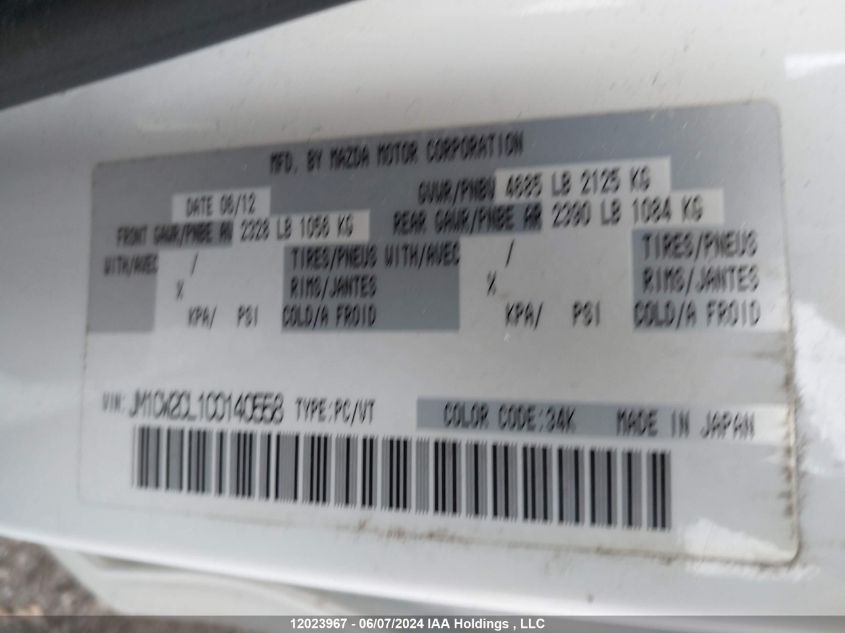 MFD. BY MAZDA MOTOR CORPORATION
DATE 06/12 GVWR/PNBV 4685 LB 2125 KG
FRONT GAWR/PNBE AV 2328 LB 1056 KG REAR GAWR/PNBE AR 2390 LB 1084 KG
WITH/AVEC / TIRES/PNEUS WITH/AVEC / TIRES/PNEUS
X RIMS/JANTES X RIMS/JANTES
KPA/ PSI COLD/A FROID KPA/ PSI COLD/A FROID
VIN: TYPE:PC/VT COLOR CODE:34K MADE IN JAPAN
12023967 - 06/07/2024 IAA Holdings , LLC